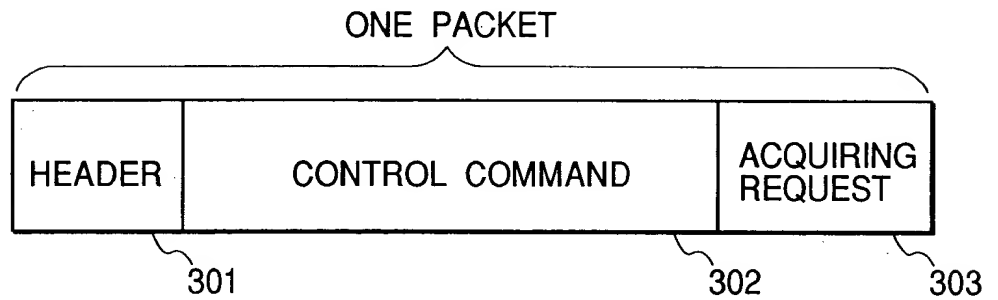 ONE PACKET
HEADER
CONTROL COMMAND
ACQUIRING
REQUEST
301
302
303